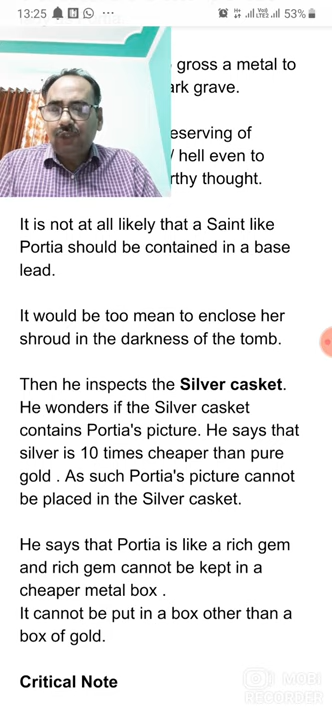 13:25 53%
gross a metal to
ark grave.
eserving of
/ hell even to
rthy thought.
It is not at all likely that a Saint like
Portia should be contained in a base
lead.
It would be too mean to enclose her
shroud in the darkness of the tomb.
Then he inspects the Silver casket.
He wonders if the Silver casket
contains Portia's picture. He says that
silver is 10 times cheaper than pure
gold . As such Portia's picture cannot
be placed in the Silver casket.
He says that Portia is like a rich gem
and rich gem cannot be kept in a
cheaper metal box .
It cannot be put in a box other than a
box of gold.
Critical Note
MOBI
RECORDER